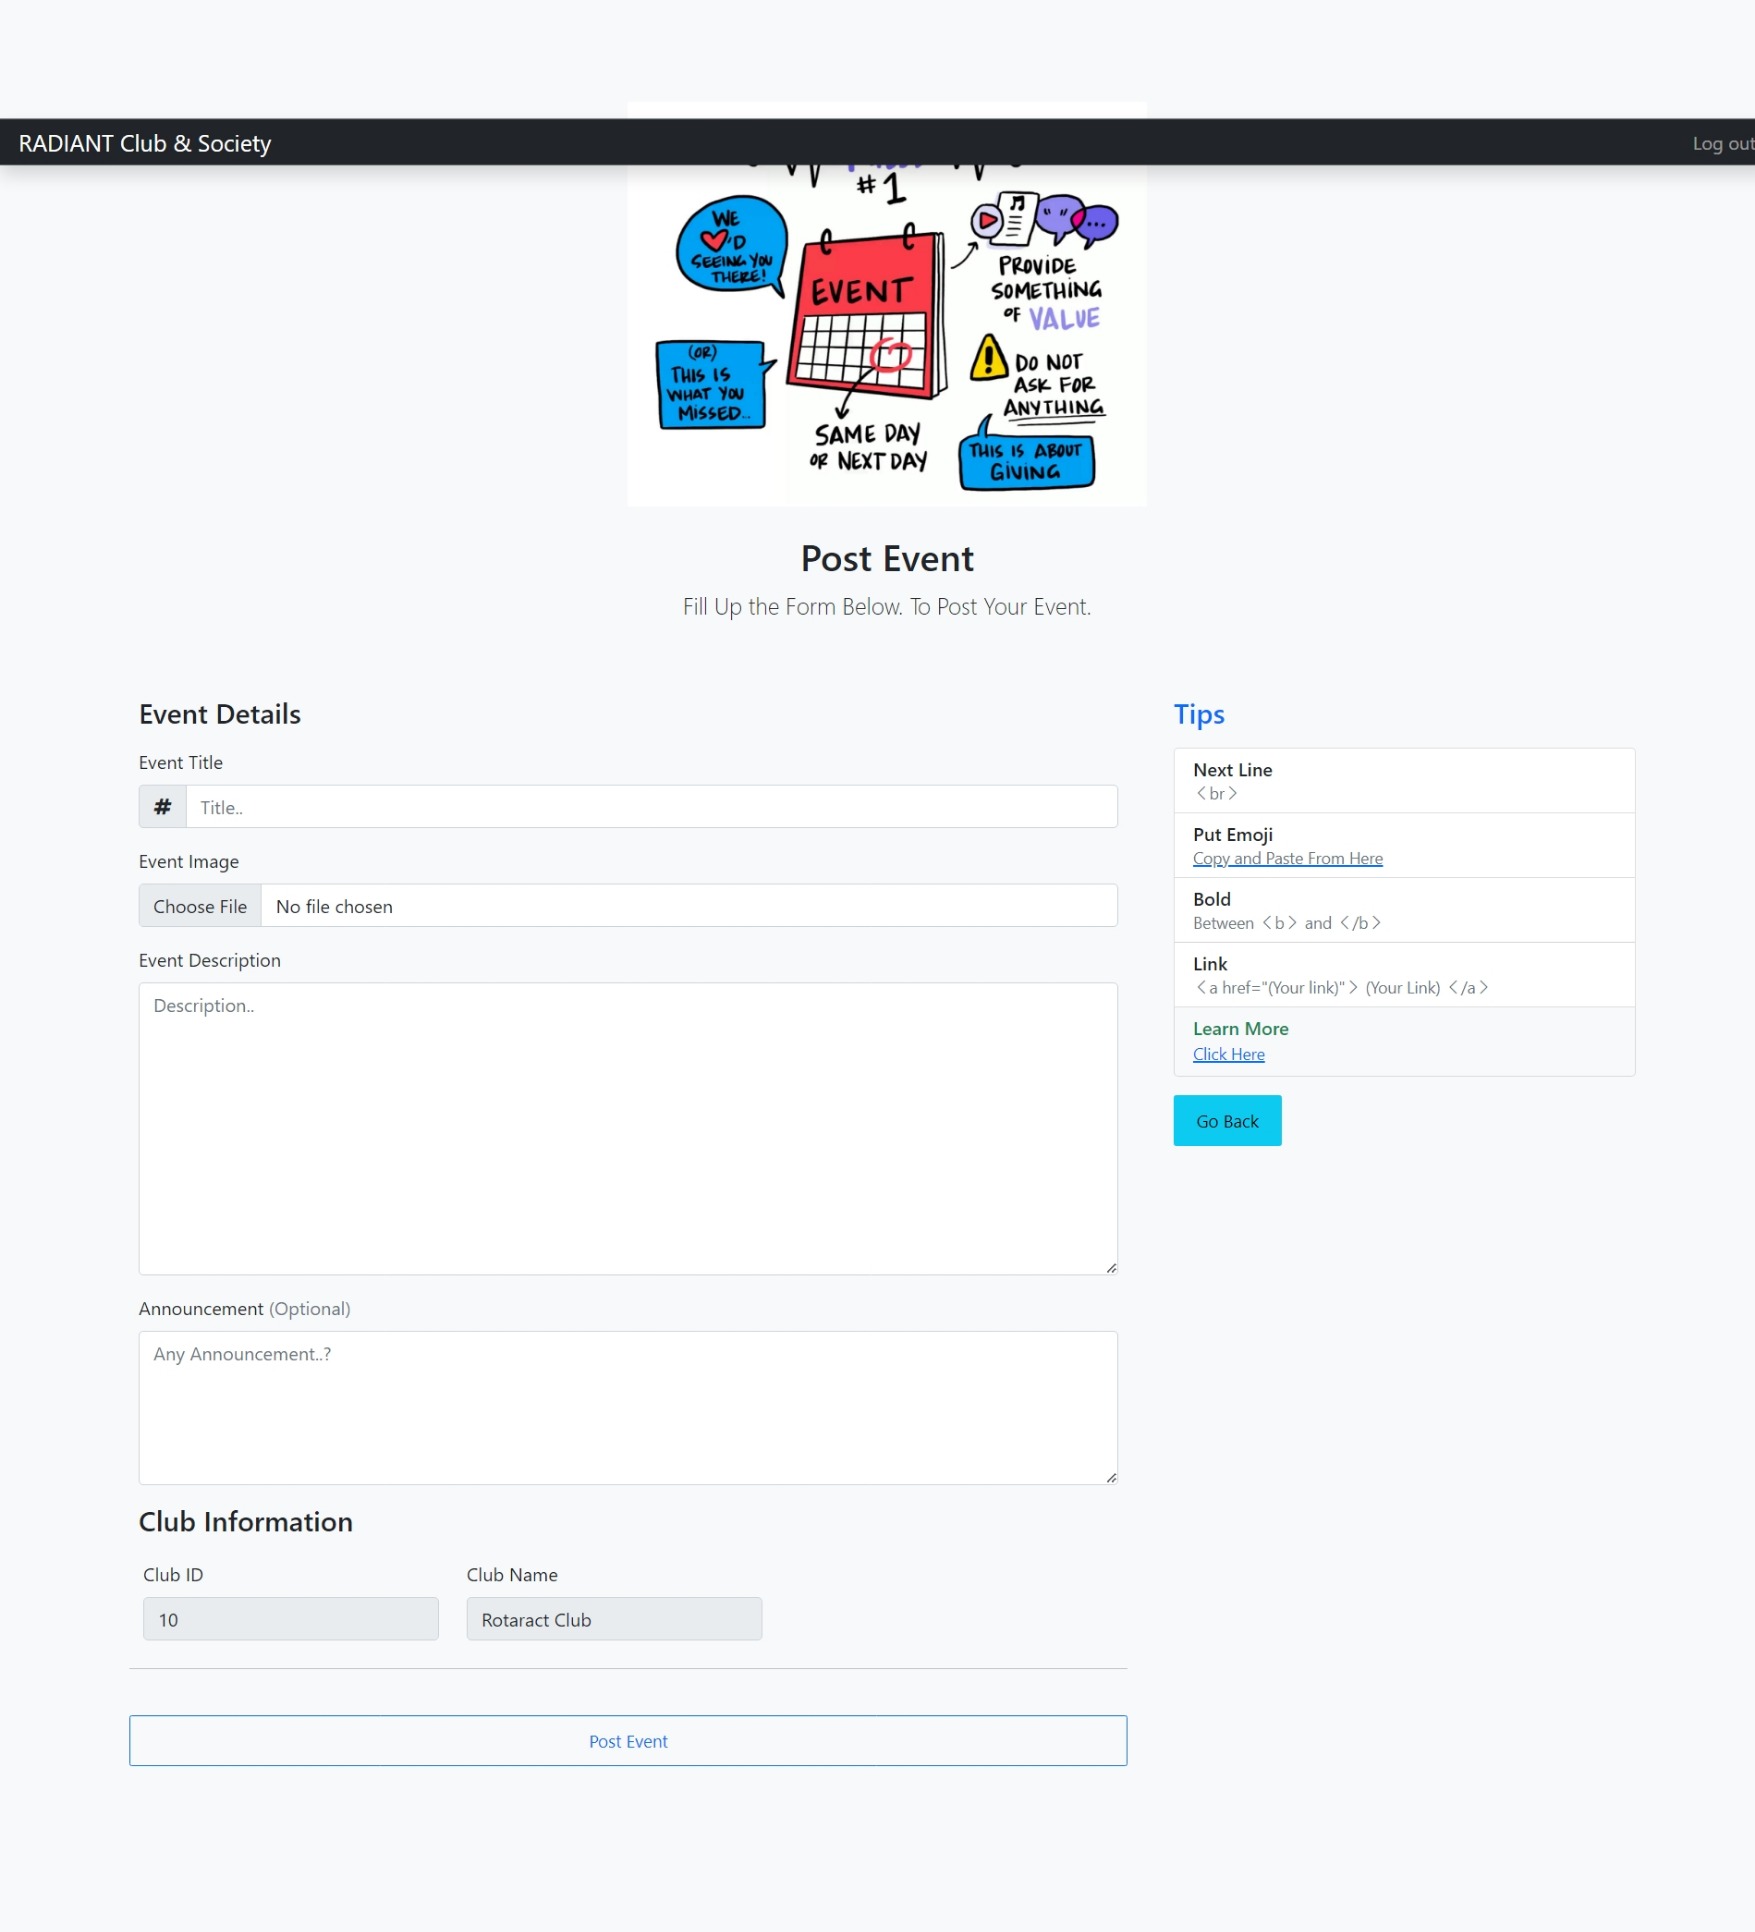 RADIANT Club & Society
Log out
#1
WE
'D
SEEING YOU
THERE!
EVENT
PROVIDE
SOMETHING
OF VALUE
(OR)
THIS IS
WHAT YOU
MISSED...
DO NOT
ASK FOR
ANYTHING
SAME DAY
OR NEXT DAY
THIS IS ABOUT
GIVING
Post Event
Fill Up the Form Below. To Post Your Event.
Event Details
Event Title
# Title..
Event Image
Choose File No file chosen
Event Description
Description..
Announcement (Optional)
Any Announcement..?
Club Information
Club ID Club Name
10 Rotaract Club
Post Event
Tips
Next Line
<br>
Put Emoji
Copy and Paste From Here
Bold
Between <b> and </b>
Link
<a href="(Your link)"> (Your Link) </a>
Learn More
Click Here
Go Back